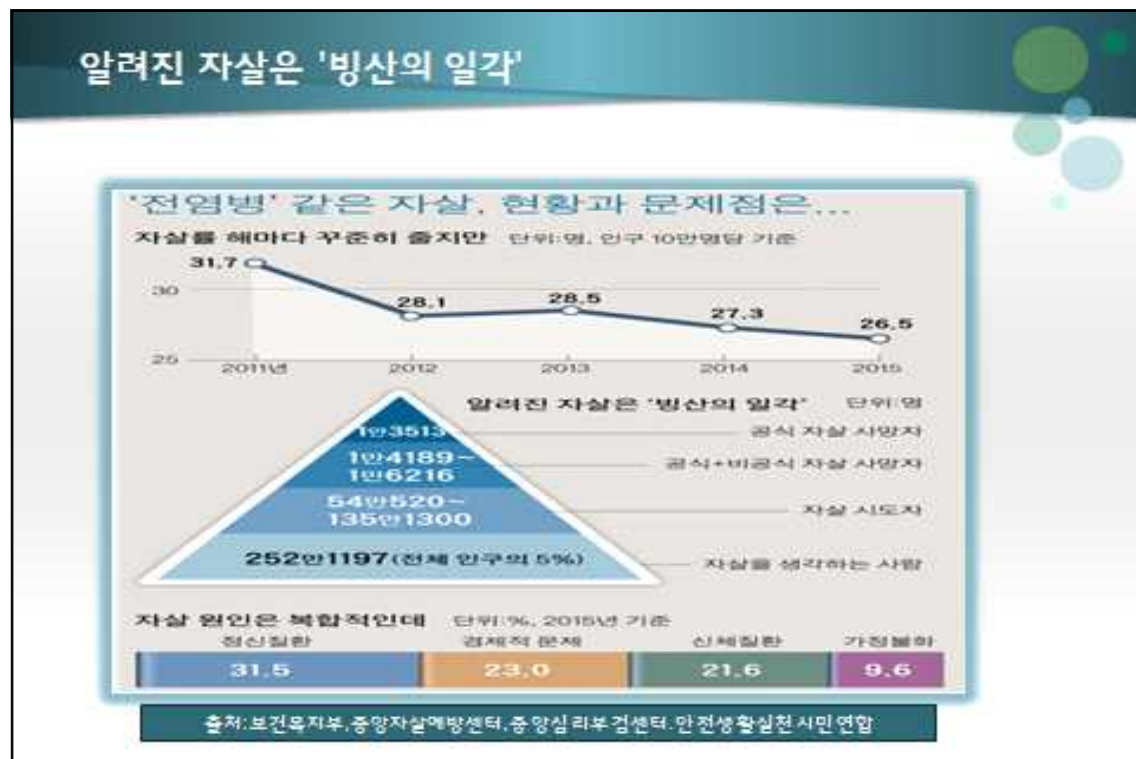 알려진 자살은 '빙산의 일각'
'전염병' 같은 자살, 현황과 문제점은...
자살률 해마다 꾸준히 줄지만 단위:명, 인구 10만명당 기준
31.7
30
28.1
28.5
27.3
26.5
25
2011년 2012 2013 2014 2015
알려진 자살은 '빙산의 일각' 단위:명
1만3513 공식 자살 사망자
1만4189~
1만6216
공식+비공식 자살 사망자
54만520~
135만1300
자살 시도자
252만1197(전체 인구의 5%) 자살을 생각하는 사람
자살 원인은 복합적인데 단위:%, 2015년 기준
정신질환 경제적 문제 신체질환 가정불화
31.5 23.0 21.6 9.6
출처:보건복지부,중앙자살예방센터,중앙심리부검센터.안전생활실천시민연합